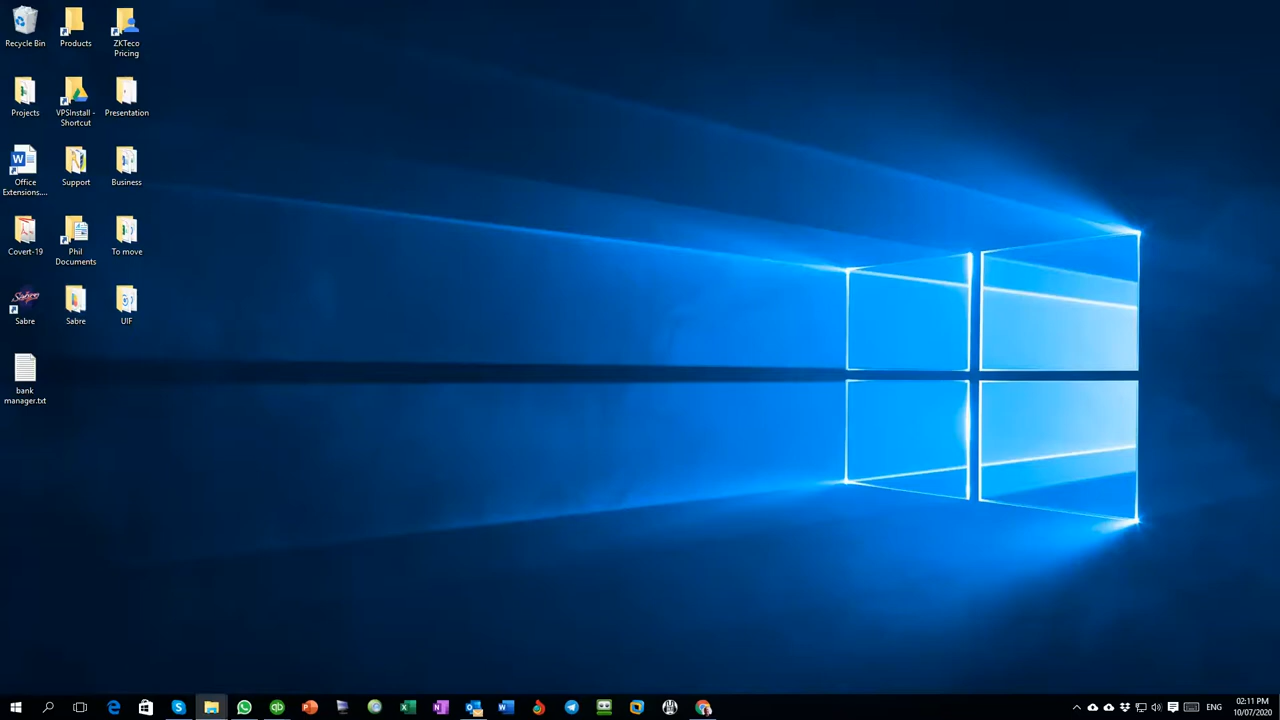 Recycle Bin
Products
ZKTeco
Pricing
Projects
VPSInstall -
Shortcut
Presentation
Office
Extensions....
Support
Business
Covert-19
Phil
Documents
To move
Sabre
Sabre
UIF
bank
manager.txt
ENG
02:11 PM
10/07/2020